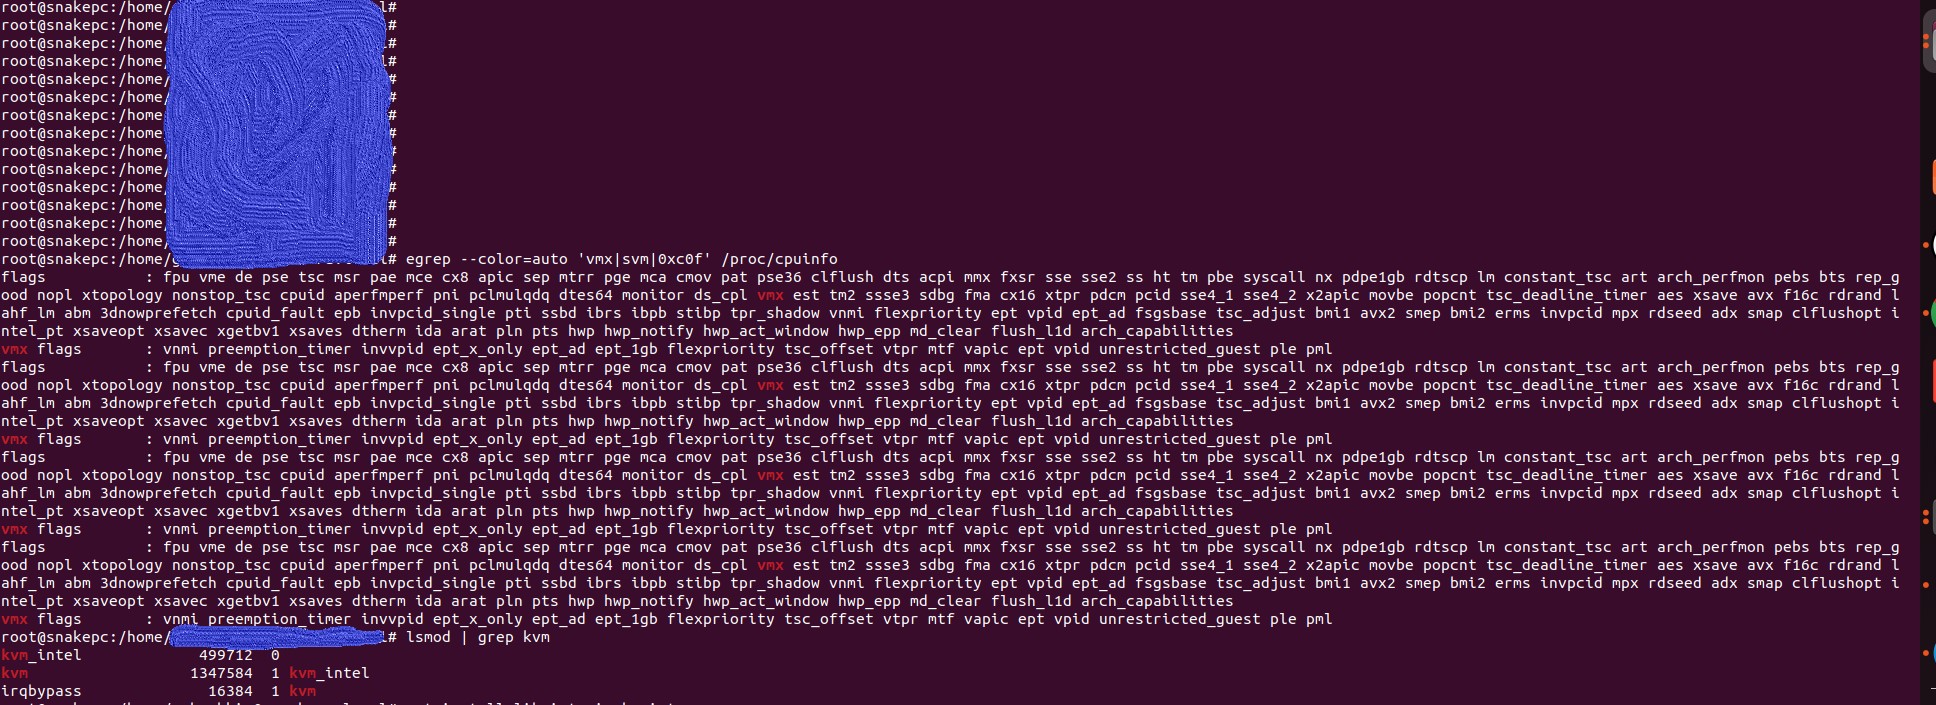 root@snakepc:/home/ l#
root@snakepc:/home/ #
root@snakepc:/home/ l#
root@snakepc:/home/ l#
root@snakepc:/home/ #
root@snakepc:/home/ #
root@snakepc:/home/ #
root@snakepc:/home/ #
root@snakepc:/home/ #
root@snakepc:/home/ #
root@snakepc:/home/ #
root@snakepc:/home/ #
root@snakepc:/home/ #
root@snakepc:/home/ #
root@snakepc:/home/ l# egrep --color=auto 'vmx|svm|0xc0f' /proc/cpuinfo
flags : fpu vme de pse tsc msr pae mce cx8 apic sep mtrr pge mca cmov pat pse36 clflush dts acpi mmx fxsr sse sse2 ss ht tm pbe syscall nx pdpe1gb rdtscp lm constant_tsc art arch_perfmon pebs bts rep_g
ood nopl xtopology nonstop_tsc cpuid aperfmperf pni pclmulqdq dtes64 monitor ds_cpl vmx est tm2 ssse3 sdbg fma cx16 xtpr pdcm pcid sse4_1 sse4_2 x2apic movbe popcnt tsc_deadline_timer aes xsave avx f16c rdrand l
ahf_lm abm 3dnowprefetch cpuid_fault epb invpcid_single pti ssbd ibrs ibpb stibp tpr_shadow vnmi flexpriority ept vpid ept_ad fsgsbase tsc_adjust bmi1 avx2 smep bmi2 erms invpcid mpx rdseed adx smap clflushopt i
ntel_pt xsaveopt xsavec xgetbv1 xsaves dtherm ida arat pln pts hwp hwp_notify hwp_act_window hwp_epp md_clear flush_l1d arch_capabilities
vmx flags : vnmi preemption_timer invvpid ept_x_only ept_ad ept_1gb flexpriority tsc_offset vtpr mtf vapic ept vpid unrestricted_guest ple pml
flags : fpu vme de pse tsc msr pae mce cx8 apic sep mtrr pge mca cmov pat pse36 clflush dts acpi mmx fxsr sse sse2 ss ht tm pbe syscall nx pdpe1gb rdtscp lm constant_tsc art arch_perfmon pebs bts rep_g
ood nopl xtopology nonstop_tsc cpuid aperfmperf pni pclmulqdq dtes64 monitor ds_cpl vmx est tm2 ssse3 sdbg fma cx16 xtpr pdcm pcid sse4_1 sse4_2 x2apic movbe popcnt tsc_deadline_timer aes xsave avx f16c rdrand l
ahf_lm abm 3dnowprefetch cpuid_fault epb invpcid_single pti ssbd ibrs ibpb stibp tpr_shadow vnmi flexpriority ept vpid ept_ad fsgsbase tsc_adjust bmi1 avx2 smep bmi2 erms invpcid mpx rdseed adx smap clflushopt i
ntel_pt xsaveopt xsavec xgetbv1 xsaves dtherm ida arat pln pts hwp hwp_notify hwp_act_window hwp_epp md_clear flush_l1d arch_capabilities
vmx flags : vnmi preemption_timer invvpid ept_x_only ept_ad ept_1gb flexpriority tsc_offset vtpr mtf vapic ept vpid unrestricted_guest ple pml
flags : fpu vme de pse tsc msr pae mce cx8 apic sep mtrr pge mca cmov pat pse36 clflush dts acpi mmx fxsr sse sse2 ss ht tm pbe syscall nx pdpe1gb rdtscp lm constant_tsc art arch_perfmon pebs bts rep_g
ood nopl xtopology nonstop_tsc cpuid aperfmperf pni pclmulqdq dtes64 monitor ds_cpl vmx est tm2 ssse3 sdbg fma cx16 xtpr pdcm pcid sse4_1 sse4_2 x2apic movbe popcnt tsc_deadline_timer aes xsave avx f16c rdrand l
ahf_lm abm 3dnowprefetch cpuid_fault epb invpcid_single pti ssbd ibrs ibpb stibp tpr_shadow vnmi flexpriority ept vpid ept_ad fsgsbase tsc_adjust bmi1 avx2 smep bmi2 erms invpcid mpx rdseed adx smap clflushopt i
ntel_pt xsaveopt xsavec xgetbv1 xsaves dtherm ida arat pln pts hwp hwp_notify hwp_act_window hwp_epp md_clear flush_l1d arch_capabilities
vmx flags : vnmi preemption_timer invvpid ept_x_only ept_ad ept_1gb flexpriority tsc_offset vtpr mtf vapic ept vpid unrestricted_guest ple pml
flags : fpu vme de pse tsc msr pae mce cx8 apic sep mtrr pge mca cmov pat pse36 clflush dts acpi mmx fxsr sse sse2 ss ht tm pbe syscall nx pdpe1gb rdtscp lm constant_tsc art arch_perfmon pebs bts rep_g
ood nopl xtopology nonstop_tsc cpuid aperfmperf pni pclmulqdq dtes64 monitor ds_cpl vmx est tm2 ssse3 sdbg fma cx16 xtpr pdcm pcid sse4_1 sse4_2 x2apic movbe popcnt tsc_deadline_timer aes xsave avx f16c rdrand l
ahf_lm abm 3dnowprefetch cpuid_fault epb invpcid_single pti ssbd ibrs ibpb stibp tpr_shadow vnmi flexpriority ept vpid ept_ad fsgsbase tsc_adjust bmi1 avx2 smep bmi2 erms invpcid mpx rdseed adx smap clflushopt i
ntel_pt xsaveopt xsavec xgetbv1 xsaves dtherm ida arat pln pts hwp hwp_notify hwp_act_window hwp_epp md_clear flush_l1d arch_capabilities
vmx flags : vnmi preemption_timer invvpid ept_x_only ept_ad ept_1gb flexpriority tsc_offset vtpr mtf vapic ept vpid unrestricted_guest ple pml
root@snakepc:/home/ l# lsmod | grep kvm
kvm_intel 499712 0
kvm 1347584 1 kvm_intel
irqbypass 16384 1 kvm